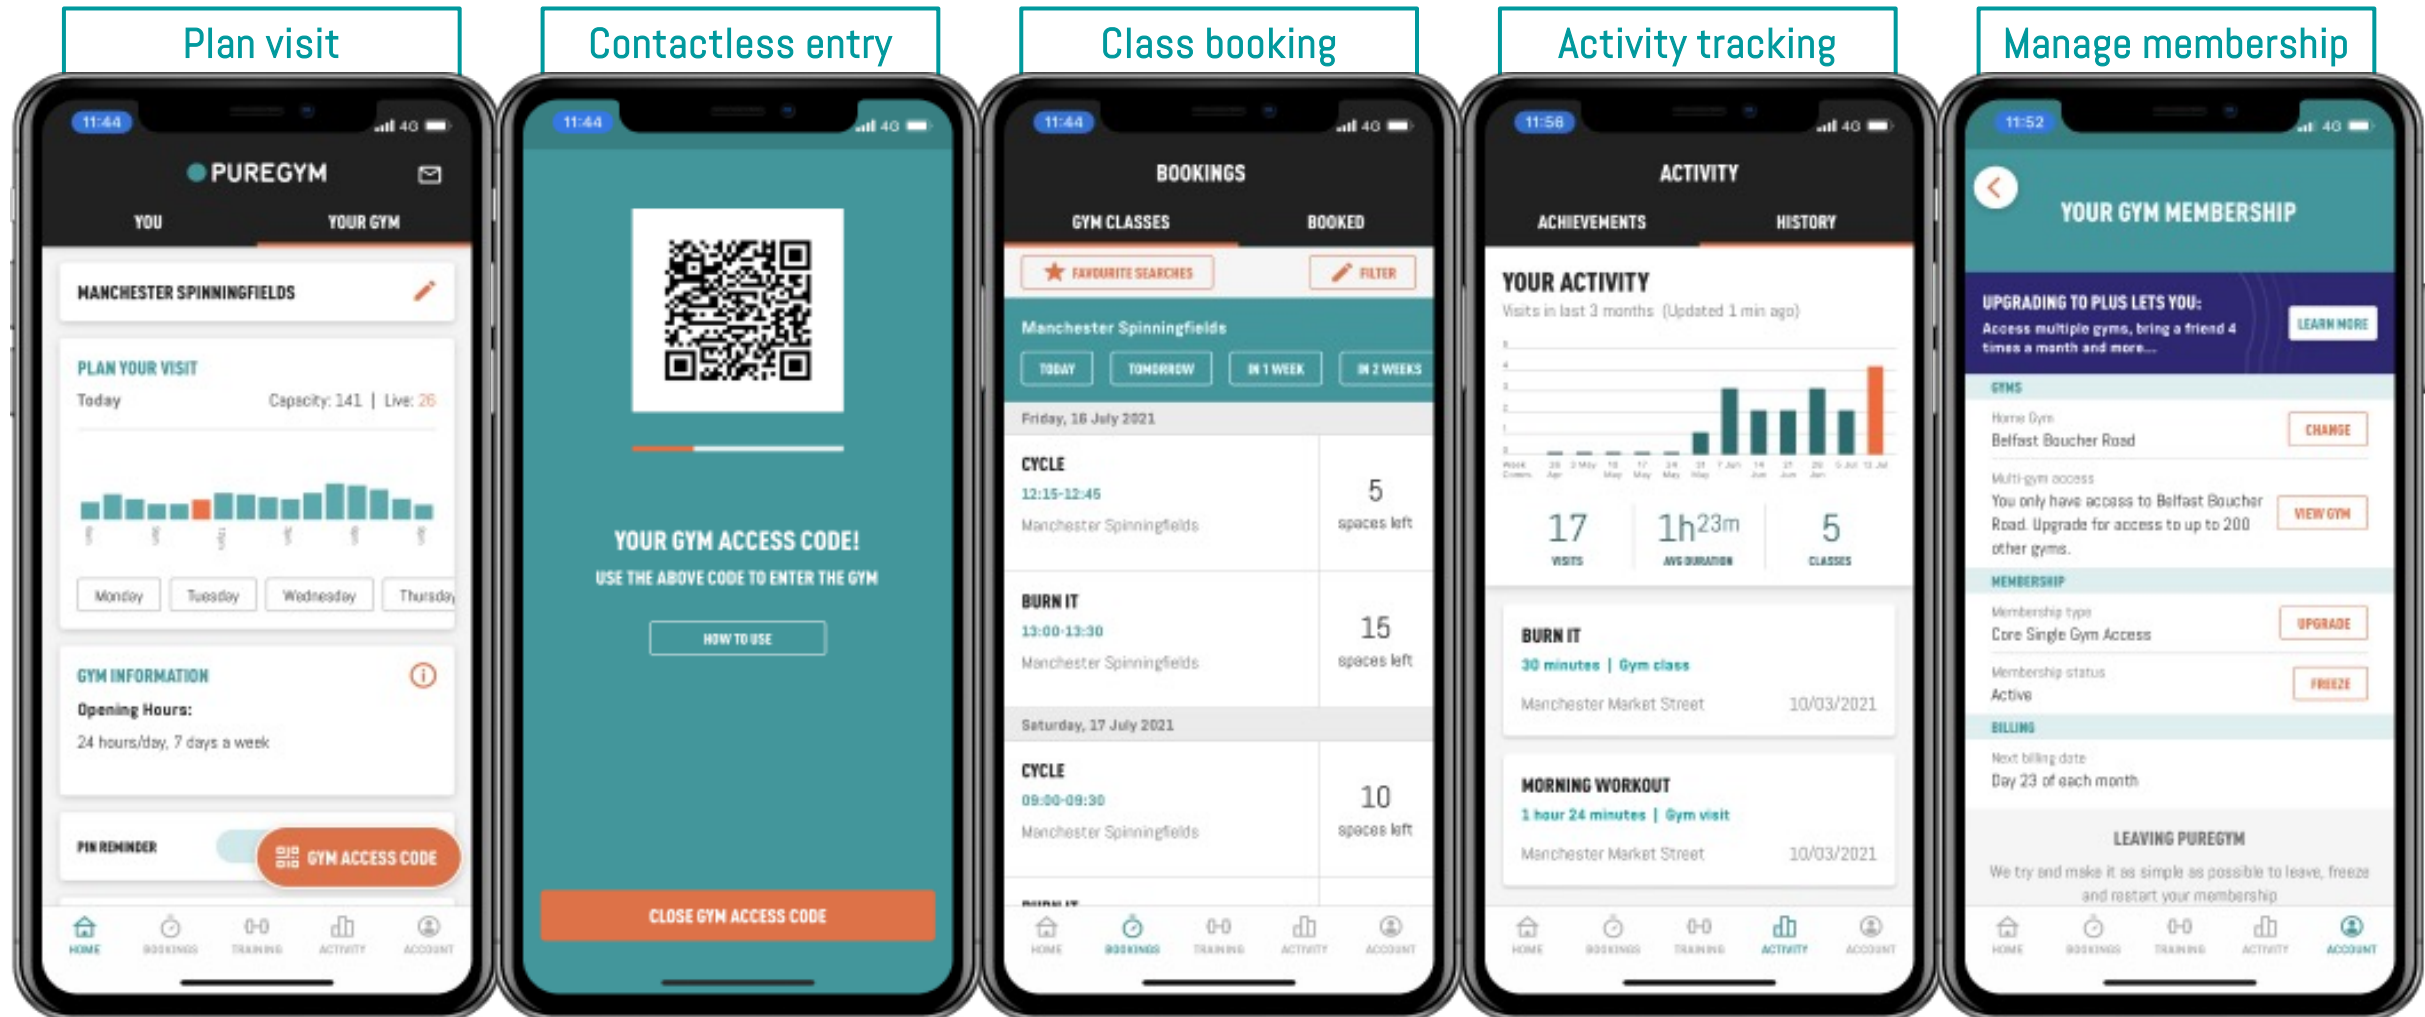 Plan visit
11:44
4G
PUREGYM
YOU
YOUR GYM
MANCHESTER SPINNINGFIELDS
PLAN YOUR VISIT
Today
Capacity: 141 | Live: 26
Monday
Tuesday
Wednesday
Thursday
GYM INFORMATION
Opening Hours:
24 hours/day, 7 days a week
PIN REMINDER
GYM ACCESS CODE
HOME
BOOKINGS
TRAINING
ACTIVITY
ACCOUNT
Contactless entry
11:44
4G
YOUR GYM ACCESS CODE!
USE THE ABOVE CODE TO ENTER THE GYM
HOW TO USE
CLOSE GYM ACCESS CODE
Class booking
11:44
4G
BOOKINGS
GYM CLASSES
BOOKED
FAVOURITE SEARCHES
FILTER
Manchester Spinningfields
TODAY
TOMORROW
IN 1 WEEK
IN 2 WEEKS
Friday, 16 July 2021
CYCLE
12:15-12:45
Manchester Spinningfields
5
spaces left
BURN IT
13:00-13:30
Manchester Spinningfields
15
spaces left
Saturday, 17 July 2021
CYCLE
09:00-09:30
Manchester Spinningfields
10
spaces left
BURN IT
HOME
BOOKINGS
TRAINING
ACTIVITY
ACCOUNT
Activity tracking
11:56
4G
ACTIVITY
ACHIEVEMENTS
HISTORY
YOUR ACTIVITY
Visits in last 3 months (Updated 1 min ago)
17
VISITS
1h23m
AVG DURATION
5
CLASSES
BURN IT
30 minutes | Gym class
Manchester Market Street
10/03/2021
MORNING WORKOUT
1 hour 24 minutes | Gym visit
Manchester Market Street
10/03/2021
HOME
BOOKINGS
TRAINING
ACTIVITY
ACCOUNT
Manage membership
11:52
4G
YOUR GYM MEMBERSHIP
UPGRADING TO PLUS LETS YOU:
Access multiple gyms, bring a friend 4
times a month and more...
LEARN MORE
GYMS
Home Gym
Belfast Boucher Road
CHANGE
Multi-gym access
You only have access to Belfast Boucher
Road. Upgrade for access to up to 200
other gyms.
VIEW GYM
MEMBERSHIP
Membership type
Core Single Gym Access
UPGRADE
Membership status
Active
FREEZE
BILLING
Next billing date
Day 23 of each month
LEAVING PUREGYM
We try and make it as simple as possible to leave, freeze
and restart your membership
HOME
BOOKINGS
TRAINING
ACTIVITY
ACCOUNT